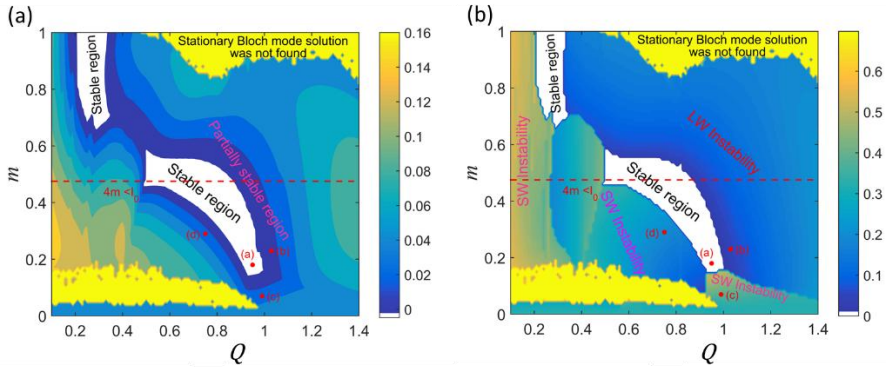 (a)
Stationary Bloch mode solution
was not found
Stable region
Partially stable region
Stable region
4m <I₀
(d)
(b)
(a)
(c)
m
1
0.8
0.6
0.4
0.2
0
0.2
0.4
0.6
0.8
1
1.2
1.4
Q
0.16
0.14
0.12
0.10
0.08
0.06
0.04
0.02
0.00
(b)
Stationary Bloch mode solution
was not found
Stable region
SW Instability
LW Instability
Stable region
4m <I₀
SW Instability
(d)
(a)
SW Instability
(c)
m
1
0.8
0.6
0.4
0.2
0
0.2
0.4
0.6
0.8
1
1.2
1.4
Q
0.6
0.5
0.4
0.3
0.2
0.1
0